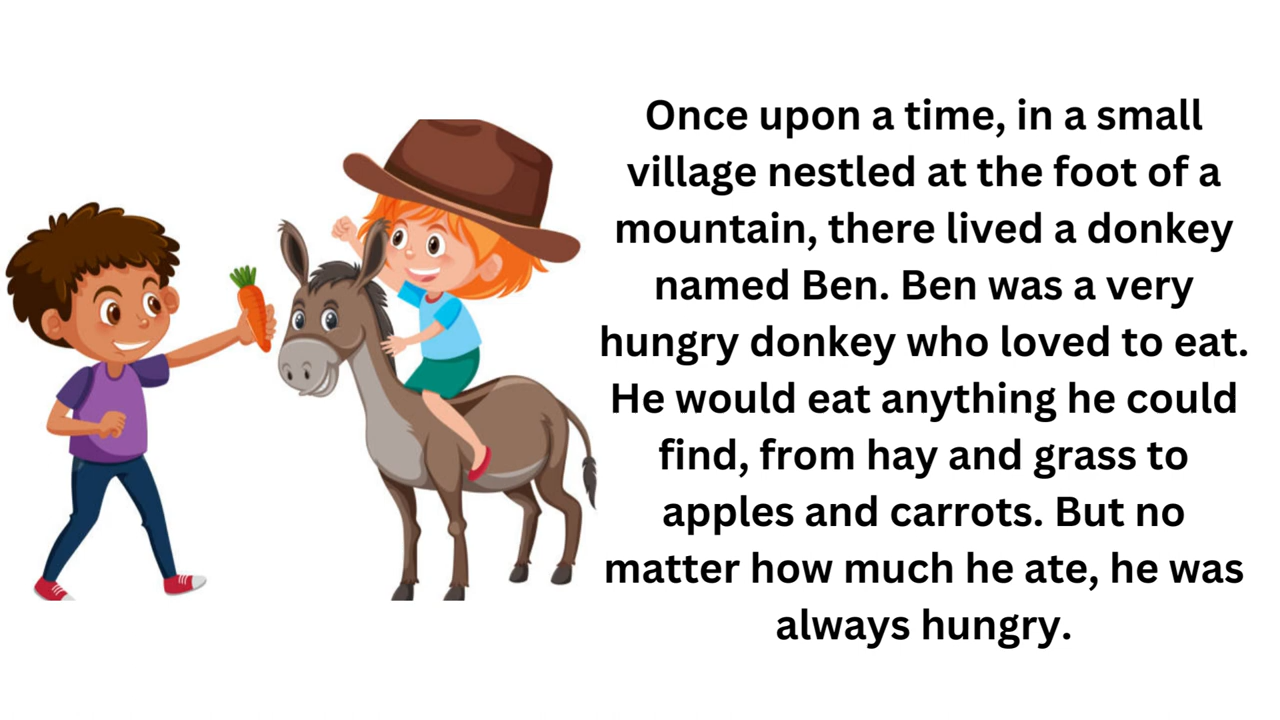 Once upon a time, in a small
village nestled at the foot of a
mountain, there lived a donkey
named Ben. Ben was a very
hungry donkey who loved to eat.
He would eat anything he could
find, from hay and grass to
apples and carrots. But no
matter how much he ate, he was
always hungry.